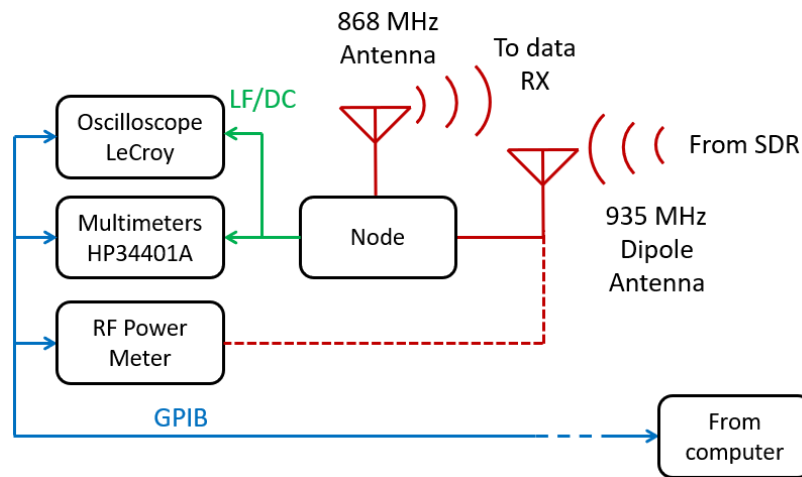 868 MHz
Antenna
To data
RX
LF/DC
Oscilloscope
LeCroy
From SDR
Multimeters
HP34401A
Node
935 MHz
Dipole
Antenna
RF Power
Meter
GPIB
From
computer